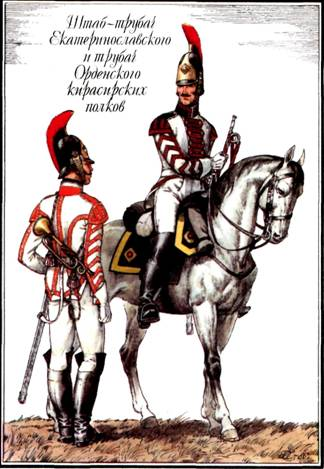 Штаб-трубач
Екатеринославского
и трубач
Орденского
кирасирских
полков